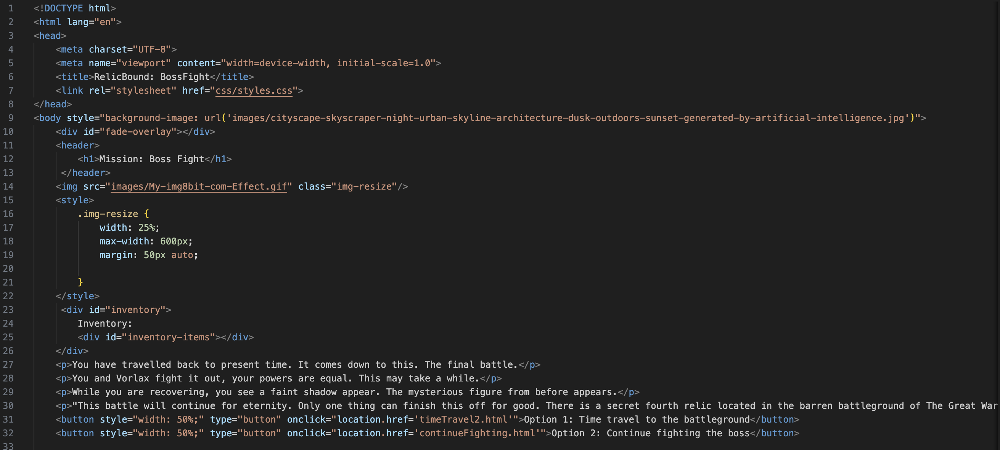 1 <!DOCTYPE html>
2 <html lang="en">
3 <head>
4 <meta charset="UTF-8">
5 <meta name="viewport" content="width=device-width, initial-scale=1.0">
6 <title>RelicBound: BossFight</title>
7 <link rel="stylesheet" href="css/styles.css">
8 </head>
9 <body style="background-image: url('images/cityscape-skyscraper-night-urban-skyline-architecture-dusk-outdoors-sunset-generated-by-artificial-intelligence.jpg')">
10 <div id="fade-overlay"></div>
11 <header>
12 <h1>Mission: Boss Fight</h1>
13 </header>
14 <img src="images/My-img8bit-com-Effect.gif" class="img-resize"/>
15 <style>
16 .img-resize {
17 width: 25%;
18 max-width: 600px;
19 margin: 50px auto;
20
21 }
22 </style>
23 <div id="inventory">
24 Inventory:
25 <div id="inventory-items"></div>
26 </div>
27 <p>You have travelled back to present time. It comes down to this. The final battle.</p>
28 <p>You and Vorlax fight it out, your powers are equal. This may take a while.</p>
29 <p>While you are recovering, you see a faint shadow appear. The mysterious figure from before appears.</p>
30 <p>"This battle will continue for eternity. Only one thing can finish this off for good. There is a secret fourth relic located in the barren battleground of The Great War
31 <button style="width: 50%;" type="button" onclick="location.href='timeTravel2.html'">Option 1: Time travel to the battleground</button>
32 <button style="width: 50%;" type="button" onclick="location.href='continueFighting.html'">Option 2: Continue fighting the boss</button>
33